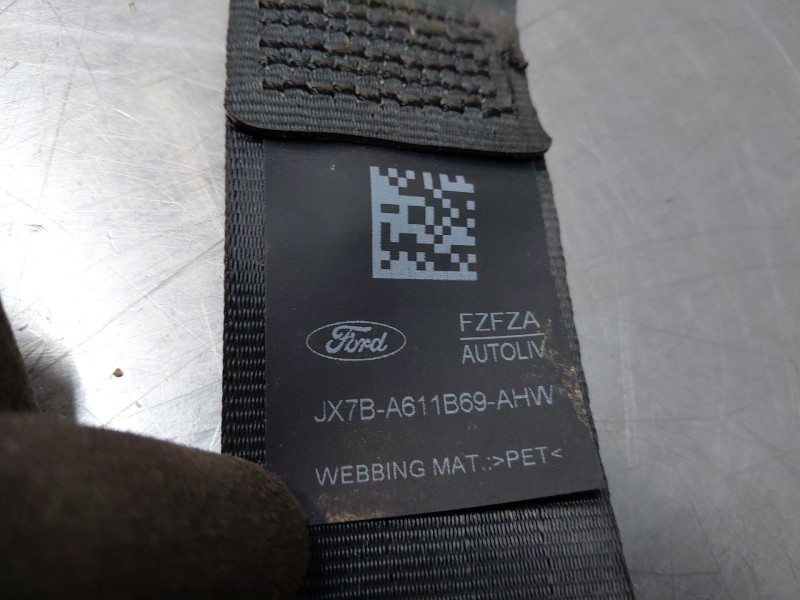 Ford
FZFZA
AUTOLIV
JX7B-A611B69-AHW
WEBBING MAT.:>PET<